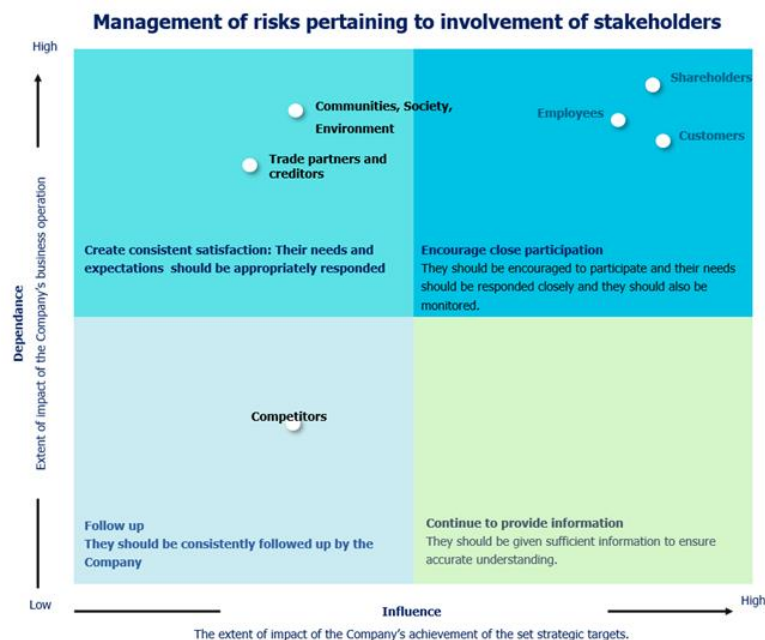 Management of risks pertaining to involvement of stakeholders
High
Shareholders
Communities, Society,
Environment
Employees
Customers
Trade partners and
creditors
Create consistent satisfaction: Their needs and
expectations should be appropriately responded
Encourage close participation
They should be encouraged to participate and their needs
should be responded closely and they should also be
monitored.
Dependance
Extent of impact of the Company's business operation
Competitors
Follow up
They should be consistently followed up by the
Company
Continue to provide information
They should be given sufficient information to ensure
accurate understanding.
Low
Influence
High
The extent of impact of the Company's achievement of the set strategic targets.